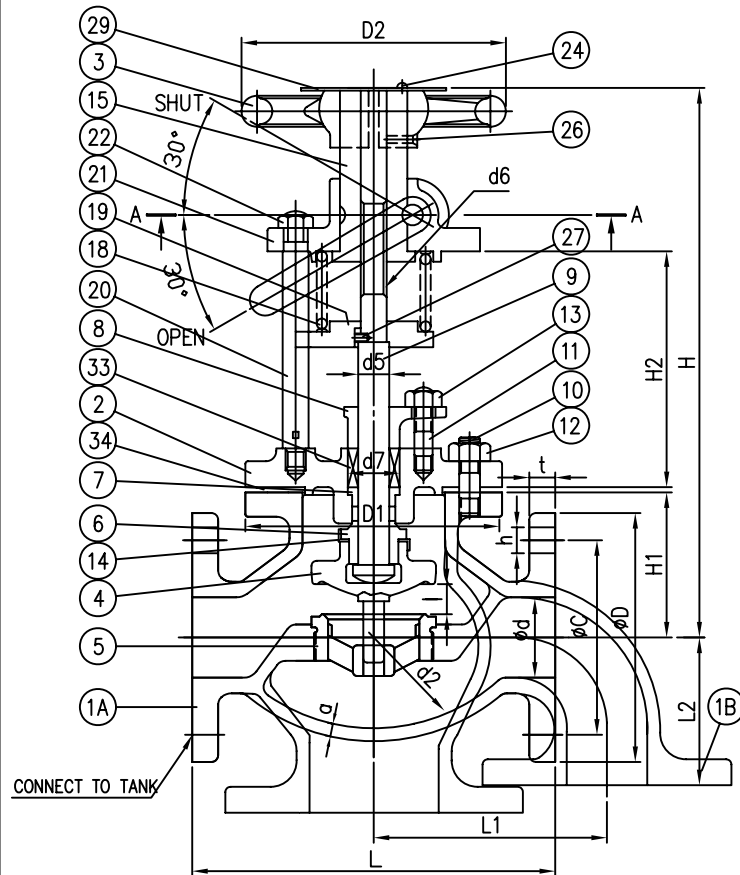 29
D2
24
3
SHUT
15
26
30°
22
d6
21
A
A
19
27
18
30°
9
OPEN
20
13
8
d5
11
H2
H
33
10
2
12
34
d7
t
7
D1
6
h
H1
14
4
l
øC
øD
ød
5
d2
1A
a
L2
1B
CONNECT TO TANK
L1
L